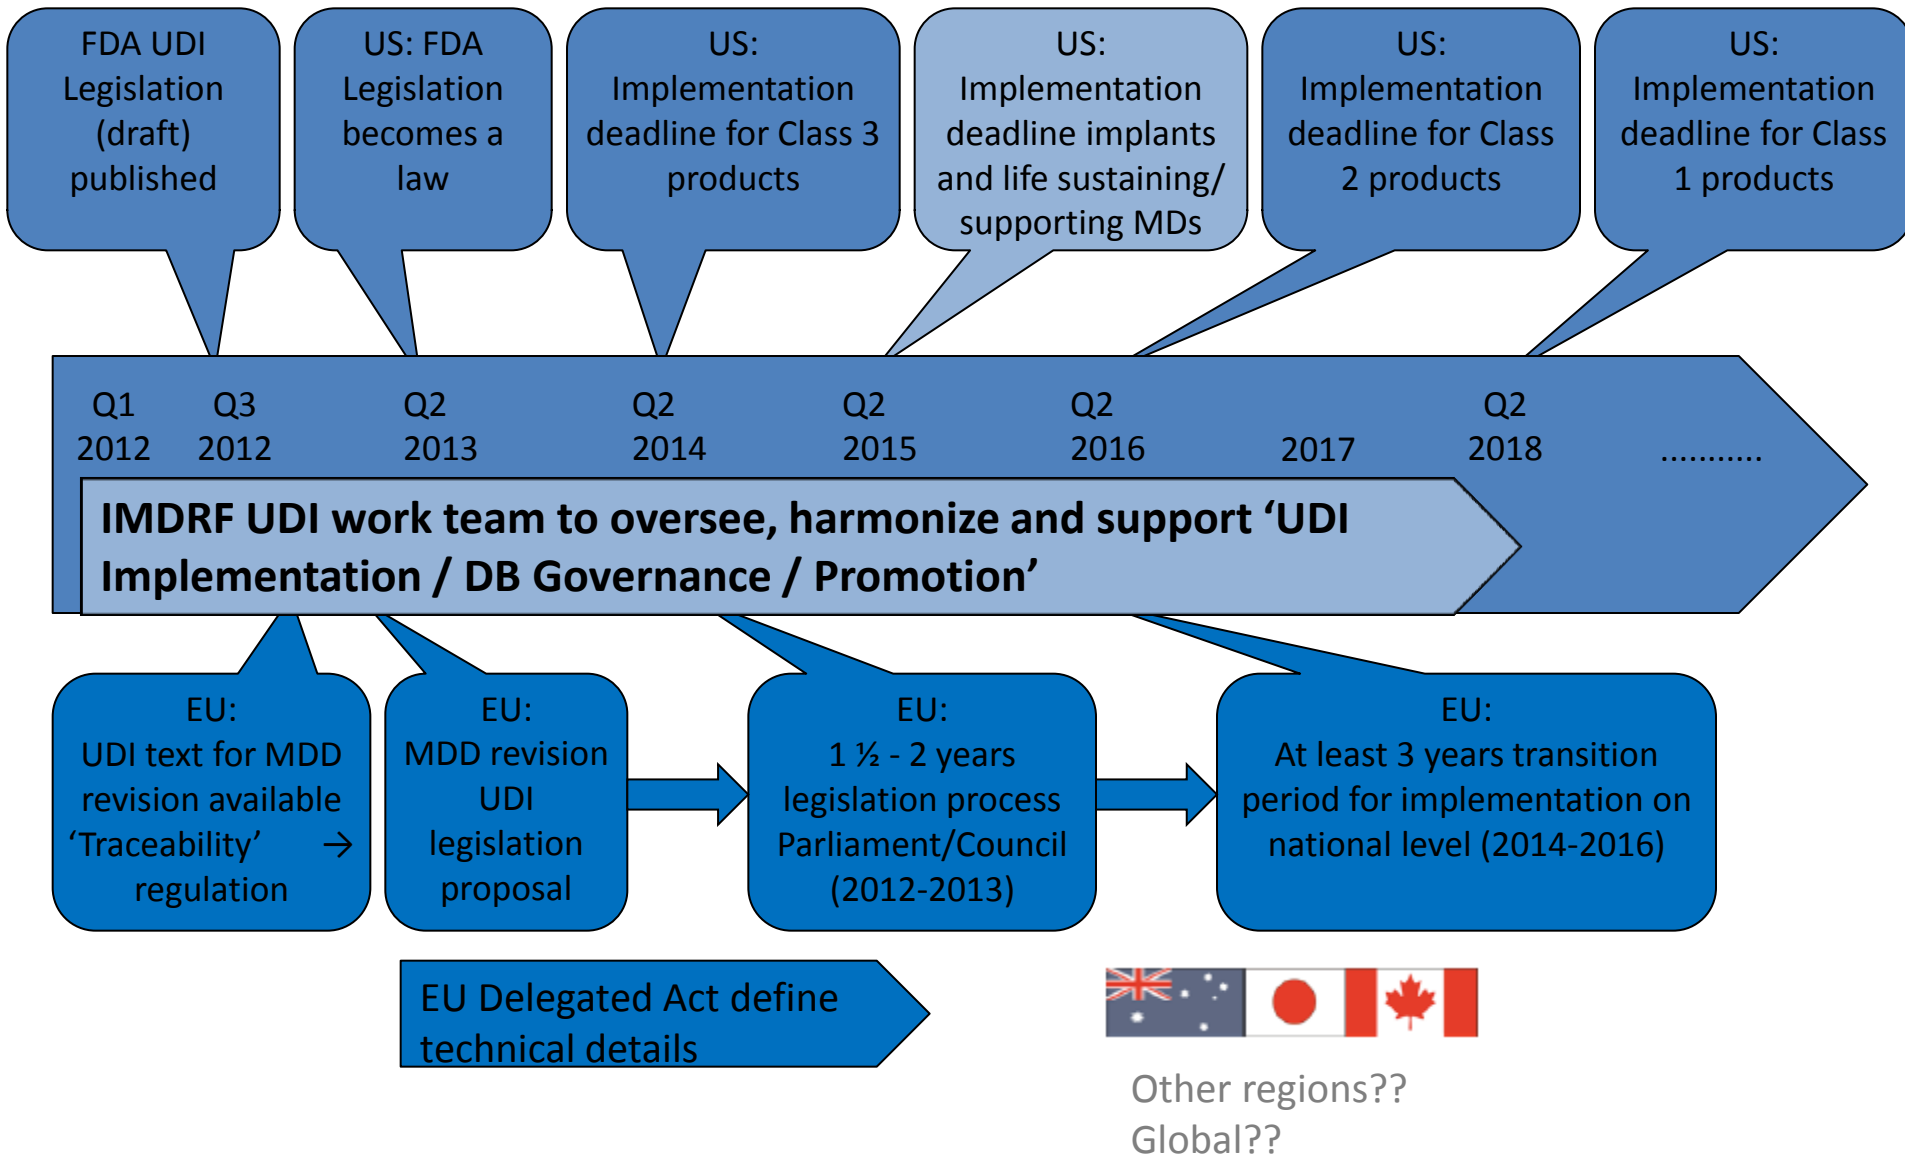 FDA UDI
Legislation
(draft)
published
US: FDA
Legislation
becomes a
law
US:
Implementation
deadline for Class 3
products
US:
Implementation
deadline implants
and life sustaining/
supporting MDs
US:
Implementation
deadline for Class
2 products
US:
Implementation
deadline for Class
1 products
Q1
2012
Q3
2012
Q2
2013
Q2
2014
Q2
2015
Q2
2016
2017
Q2
2018
...........
IMDRF UDI work team to oversee, harmonize and support ‘UDI
Implementation / DB Governance / Promotion’
EU:
UDI text for MDD
revision available
‘Traceability’ →
regulation
EU:
MDD revision
UDI
legislation
proposal
EU:
1 ½ - 2 years
legislation process
Parliament/Council
(2012-2013)
EU:
At least 3 years transition
period for implementation on
national level (2014-2016)
EU Delegated Act define
technical details
Other regions??
Global??